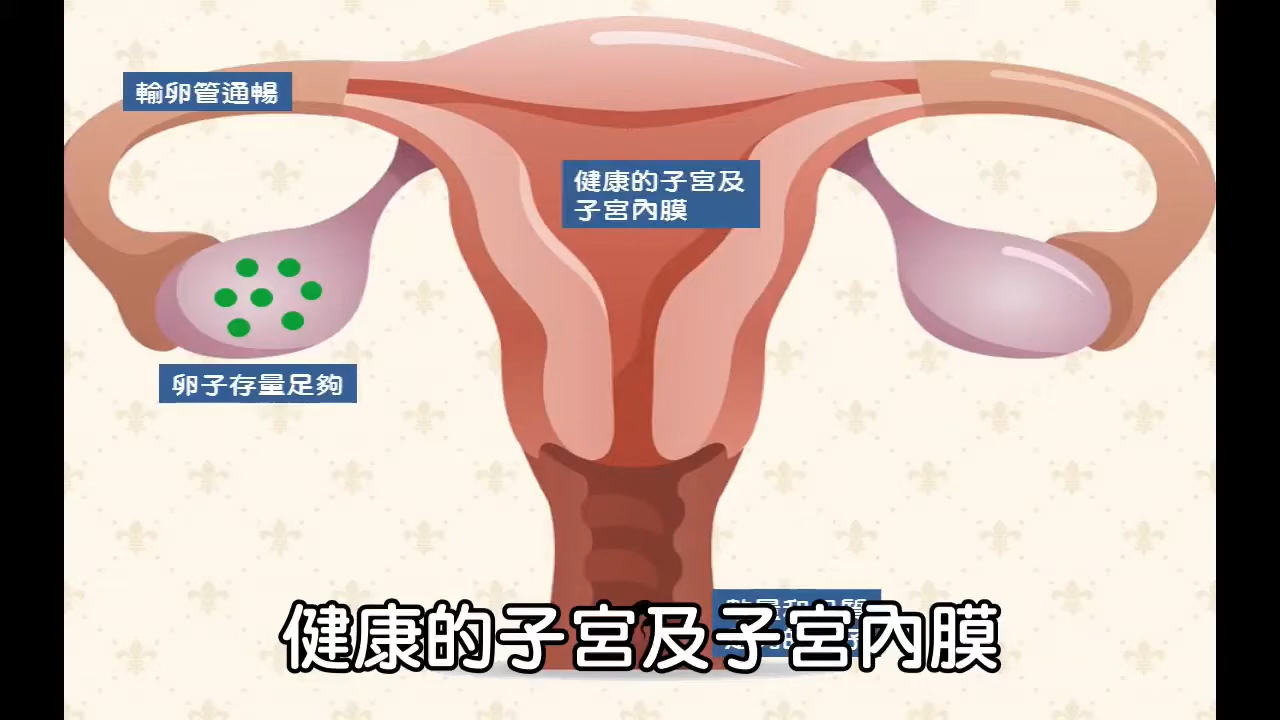 輸卵管通暢
健康的子宮及
子宮內膜
卵子存量足夠
健康的子宮及子宮內膜